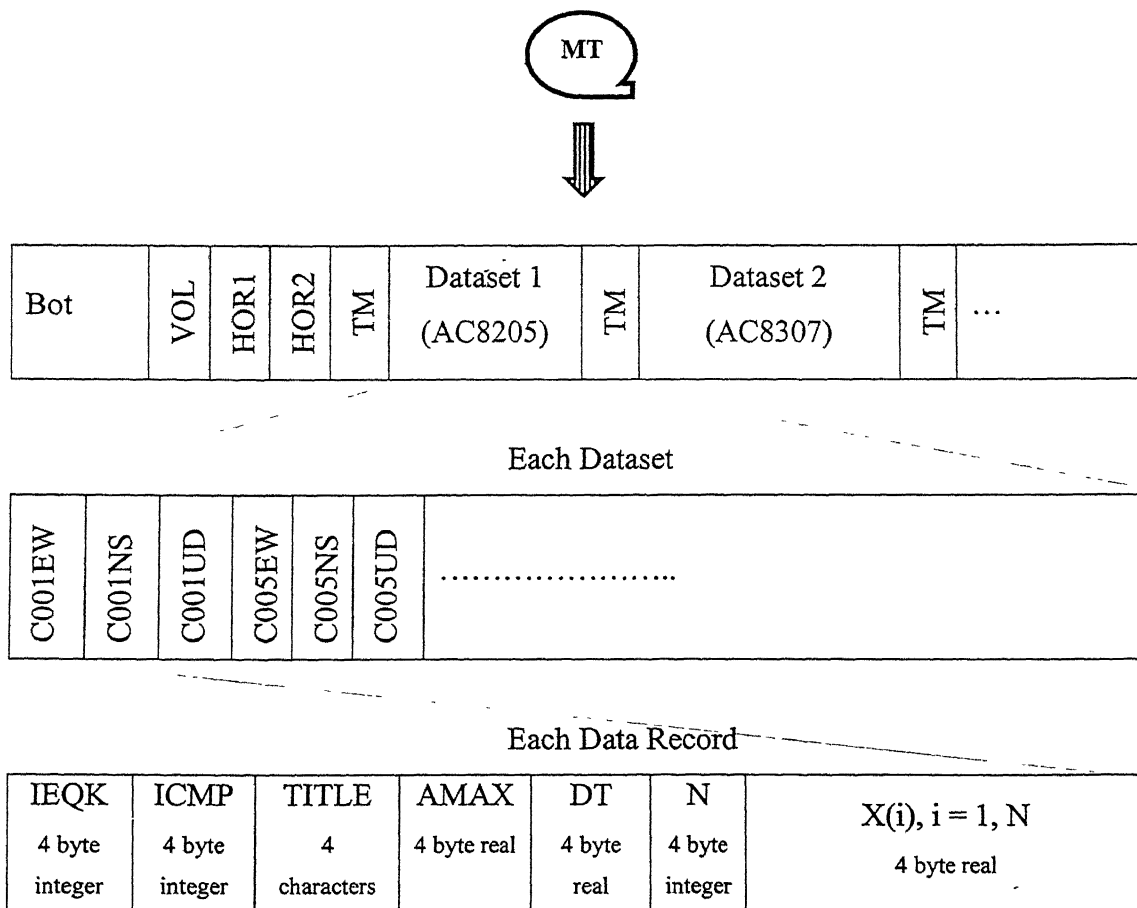 MT
Bot
VOL
HOR1
HOR2
TM
Dataset 1
(AC8205)
TM
Dataset 2
(AC8307)
TM
...
Each Dataset
C001EW
C001NS
C001UD
C005EW
C005NS
C005UD
........................
Each Data Record
IEQK
4 byte
integer
ICMP
4 byte
integer
TITLE
4
characters
AMAX
4 byte real
DT
4 byte
real
N
4 byte
integer
X(i), i = 1, N
4 byte real